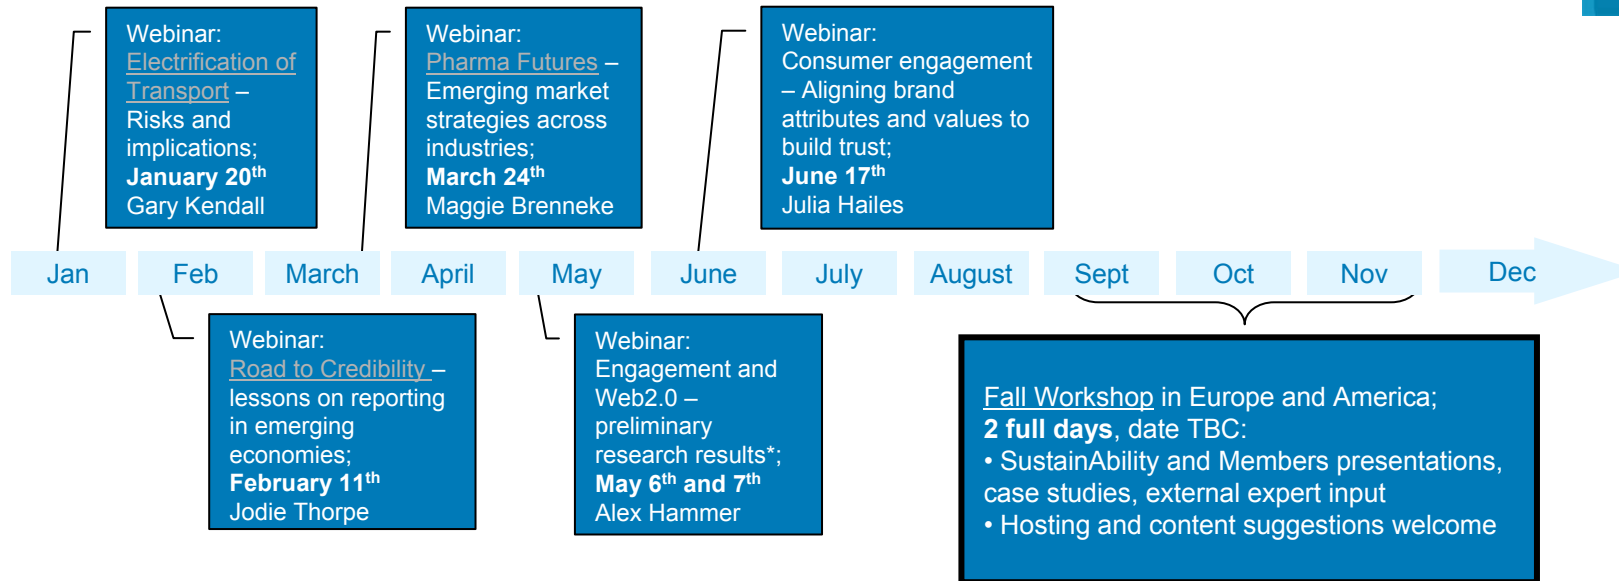 Webinar:
Electrification of
Transport –
Risks and
implications;
January 20th
Gary Kendall
Webinar:
Pharma Futures –
Emerging market
strategies across
industries;
March 24th
Maggie Brenneke
Webinar:
Consumer engagement
– Aligning brand
attributes and values to
build trust;
June 17th
Julia Hailes
Jan Feb March April May June July August Sept Oct Nov Dec
Webinar:
Road to Credibility –
lessons on reporting
in emerging
economies;
February 11th
Jodie Thorpe
Webinar:
Engagement and
Web2.0 –
preliminary
research results*;
May 6th and 7th
Alex Hammer
Fall Workshop in Europe and America;
2 full days, date TBC:
• SustainAbility and Members presentations,
case studies, external expert input
• Hosting and content suggestions welcome